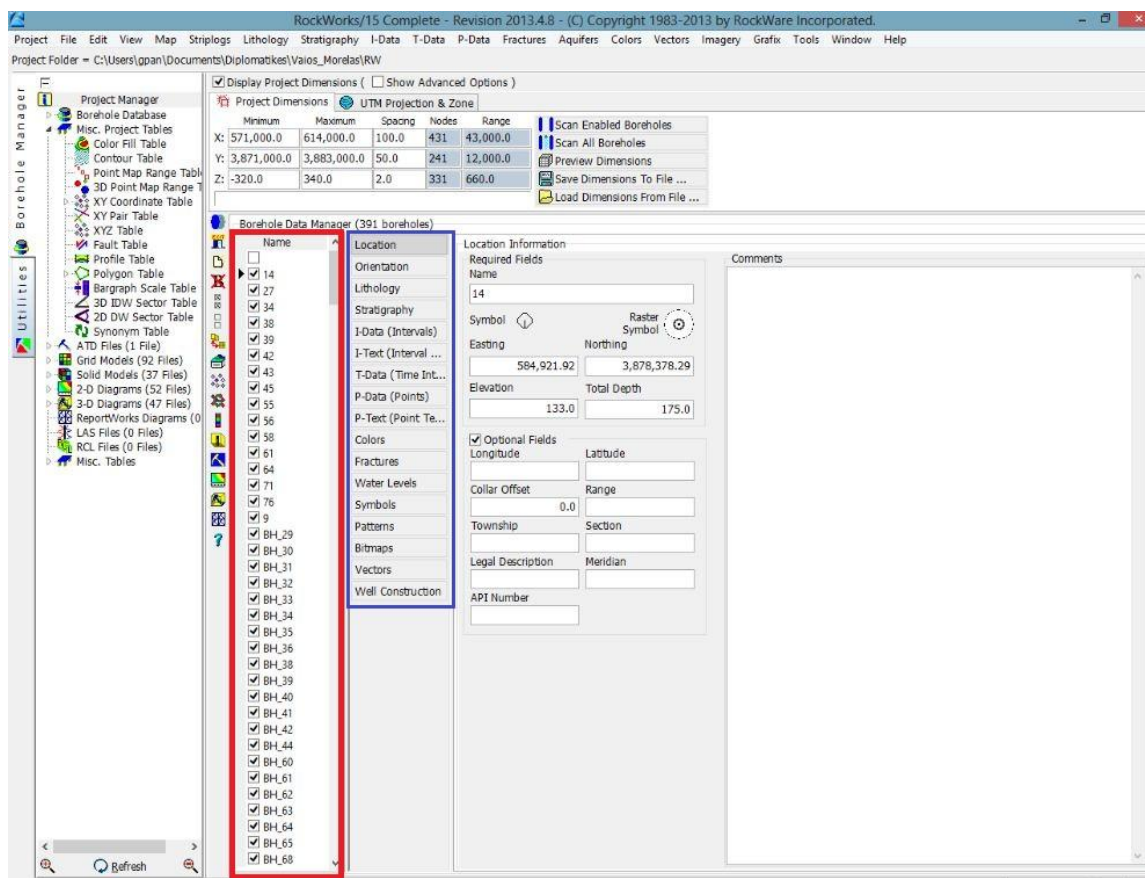 RockWorks/15 Complete - Revision 2013.4.8 - (C) Copyright 1983-2013 by RockWare Incorporated.
Project File Edit View Map Striplogs Lithology Stratigraphy I-Data T-Data P-Data Fractures Aquifers Colors Vectors Imagery Grafix Tools Window Help
Project Folder = C:\Users\gpan\Documents\Diplomatikes\Vaios_Morelas\RW
Borehole Manager
Utilities
Project Manager
Borehole Database
Misc. Project Tables
Color Fill Table
Contour Table
Point Map Range Tabl
3D Point Map Range T
XY Coordinate Table
XY Pair Table
XYZ Table
Fault Table
Profile Table
Polygon Table
Bargraph Scale Table
3D IDW Sector Table
2D DW Sector Table
Synonym Table
ATD Files (1 File)
Grid Models (92 Files)
Solid Models (37 Files)
2-D Diagrams (52 Files)
3-D Diagrams (47 Files)
ReportWorks Diagrams (0
LAS Files (0 Files)
RCL Files (0 Files)
Misc. Tables
Refresh
Display Project Dimensions ( Show Advanced Options )
Project Dimensions UTM Projection & Zone
Minimum Maximum Spacing Nodes Range
X: 571,000.0 614,000.0 100.0 431 43,000.0
Y: 3,871,000.0 3,883,000.0 50.0 241 12,000.0
Z: -320.0 340.0 2.0 331 660.0
Scan Enabled Boreholes
Scan All Boreholes
Preview Dimensions
Save Dimensions To File ...
Load Dimensions From File ...
Borehole Data Manager (391 boreholes)
Name
14
27
34
38
39
42
43
45
55
56
58
61
64
71
76
9
BH_29
BH_30
BH_31
BH_32
BH_33
BH_34
BH_35
BH_36
BH_38
BH_39
BH_40
BH_41
BH_42
BH_44
BH_60
BH_61
BH_62
BH_63
BH_64
BH_65
BH_68
Location
Orientation
Lithology
Stratigraphy
I-Data (Intervals)
I-Text (Interval ...
T-Data (Time Int...
P-Data (Points)
P-Text (Point Te...
Colors
Fractures
Water Levels
Symbols
Patterns
Bitmaps
Vectors
Well Construction
Location Information
Required Fields
Name
14
Symbol Raster Symbol
Easting Northing
584,921.92 3,878,378.29
Elevation Total Depth
133.0 175.0
Optional Fields
Longitude Latitude
Collar Offset Range
0.0
Township Section
Legal Description Meridian
API Number
Comments